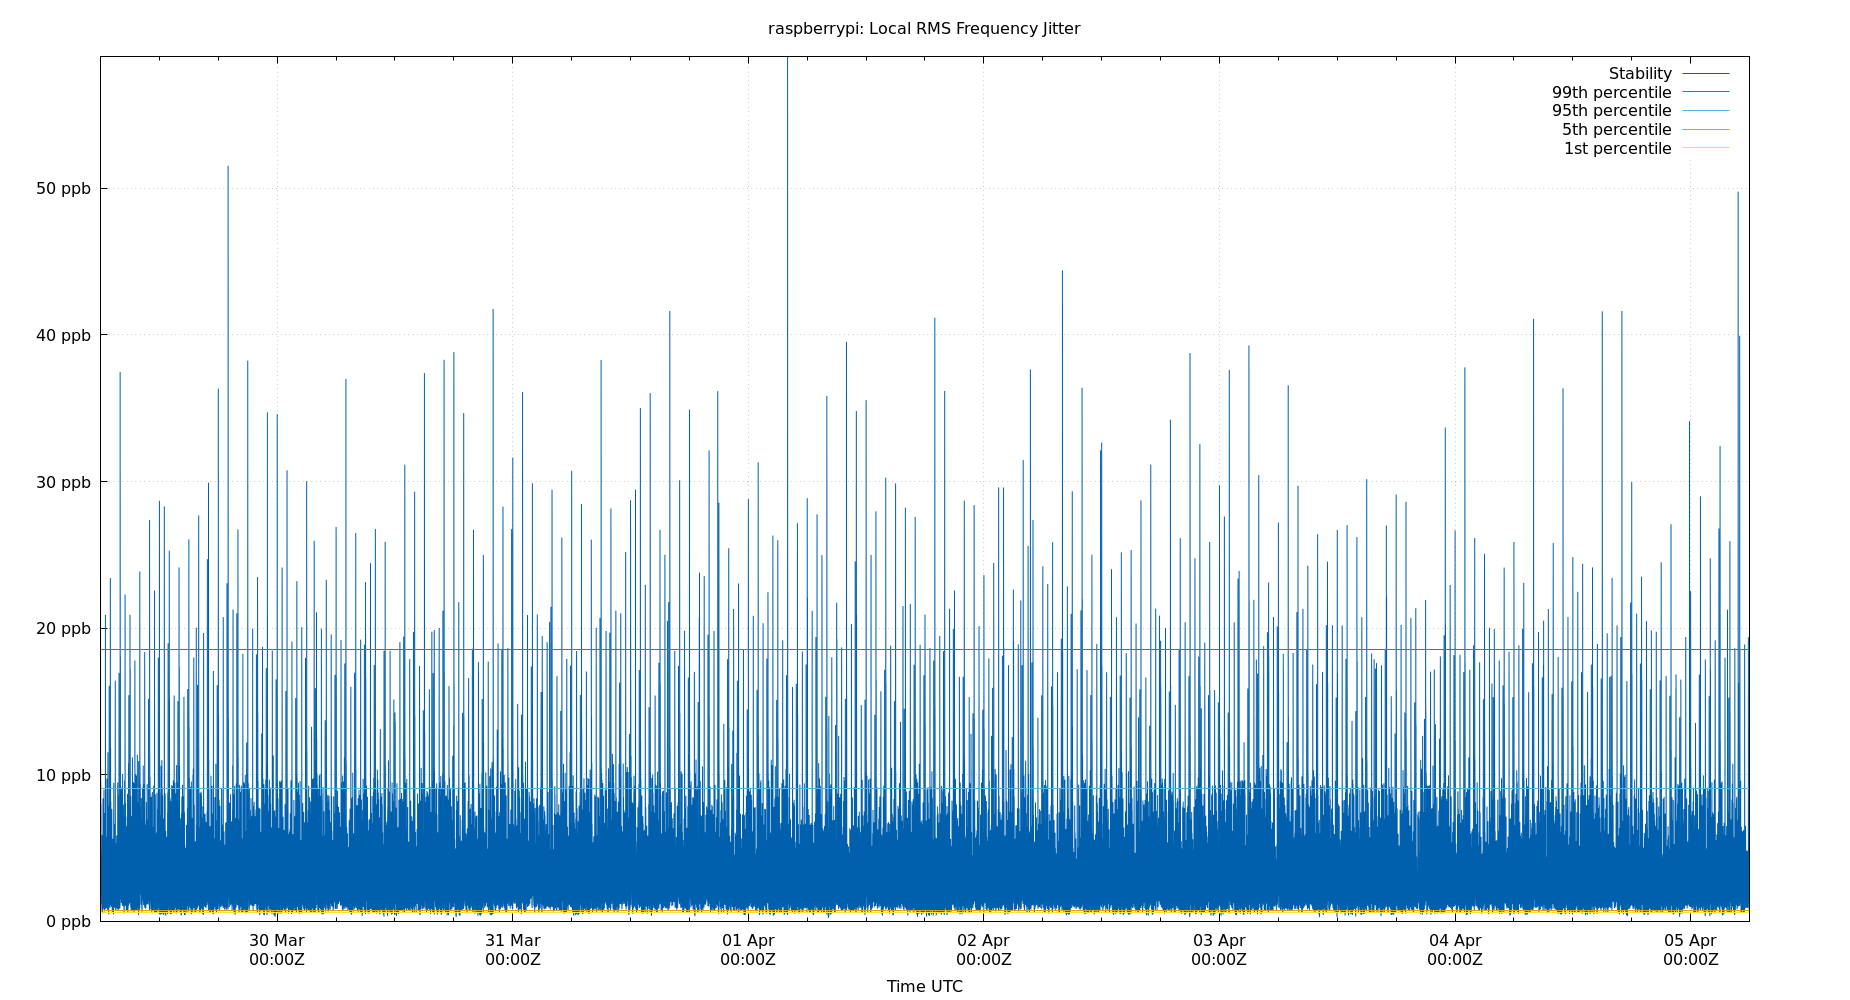 raspberrypi: Local RMS Frequency Jitter
Stability
99th percentile
95th percentile
5th percentile
1st percentile
50 ppb
40 ppb
30 ppb
20 ppb
10 ppb
0 ppb
30 Mar 31 Mar 01 Apr 02 Apr 03 Apr 04 Apr 05 Apr
00:00Z 00:00Z 00:00Z 00:00Z 00:00Z 00:00Z 00:00Z
Time UTC